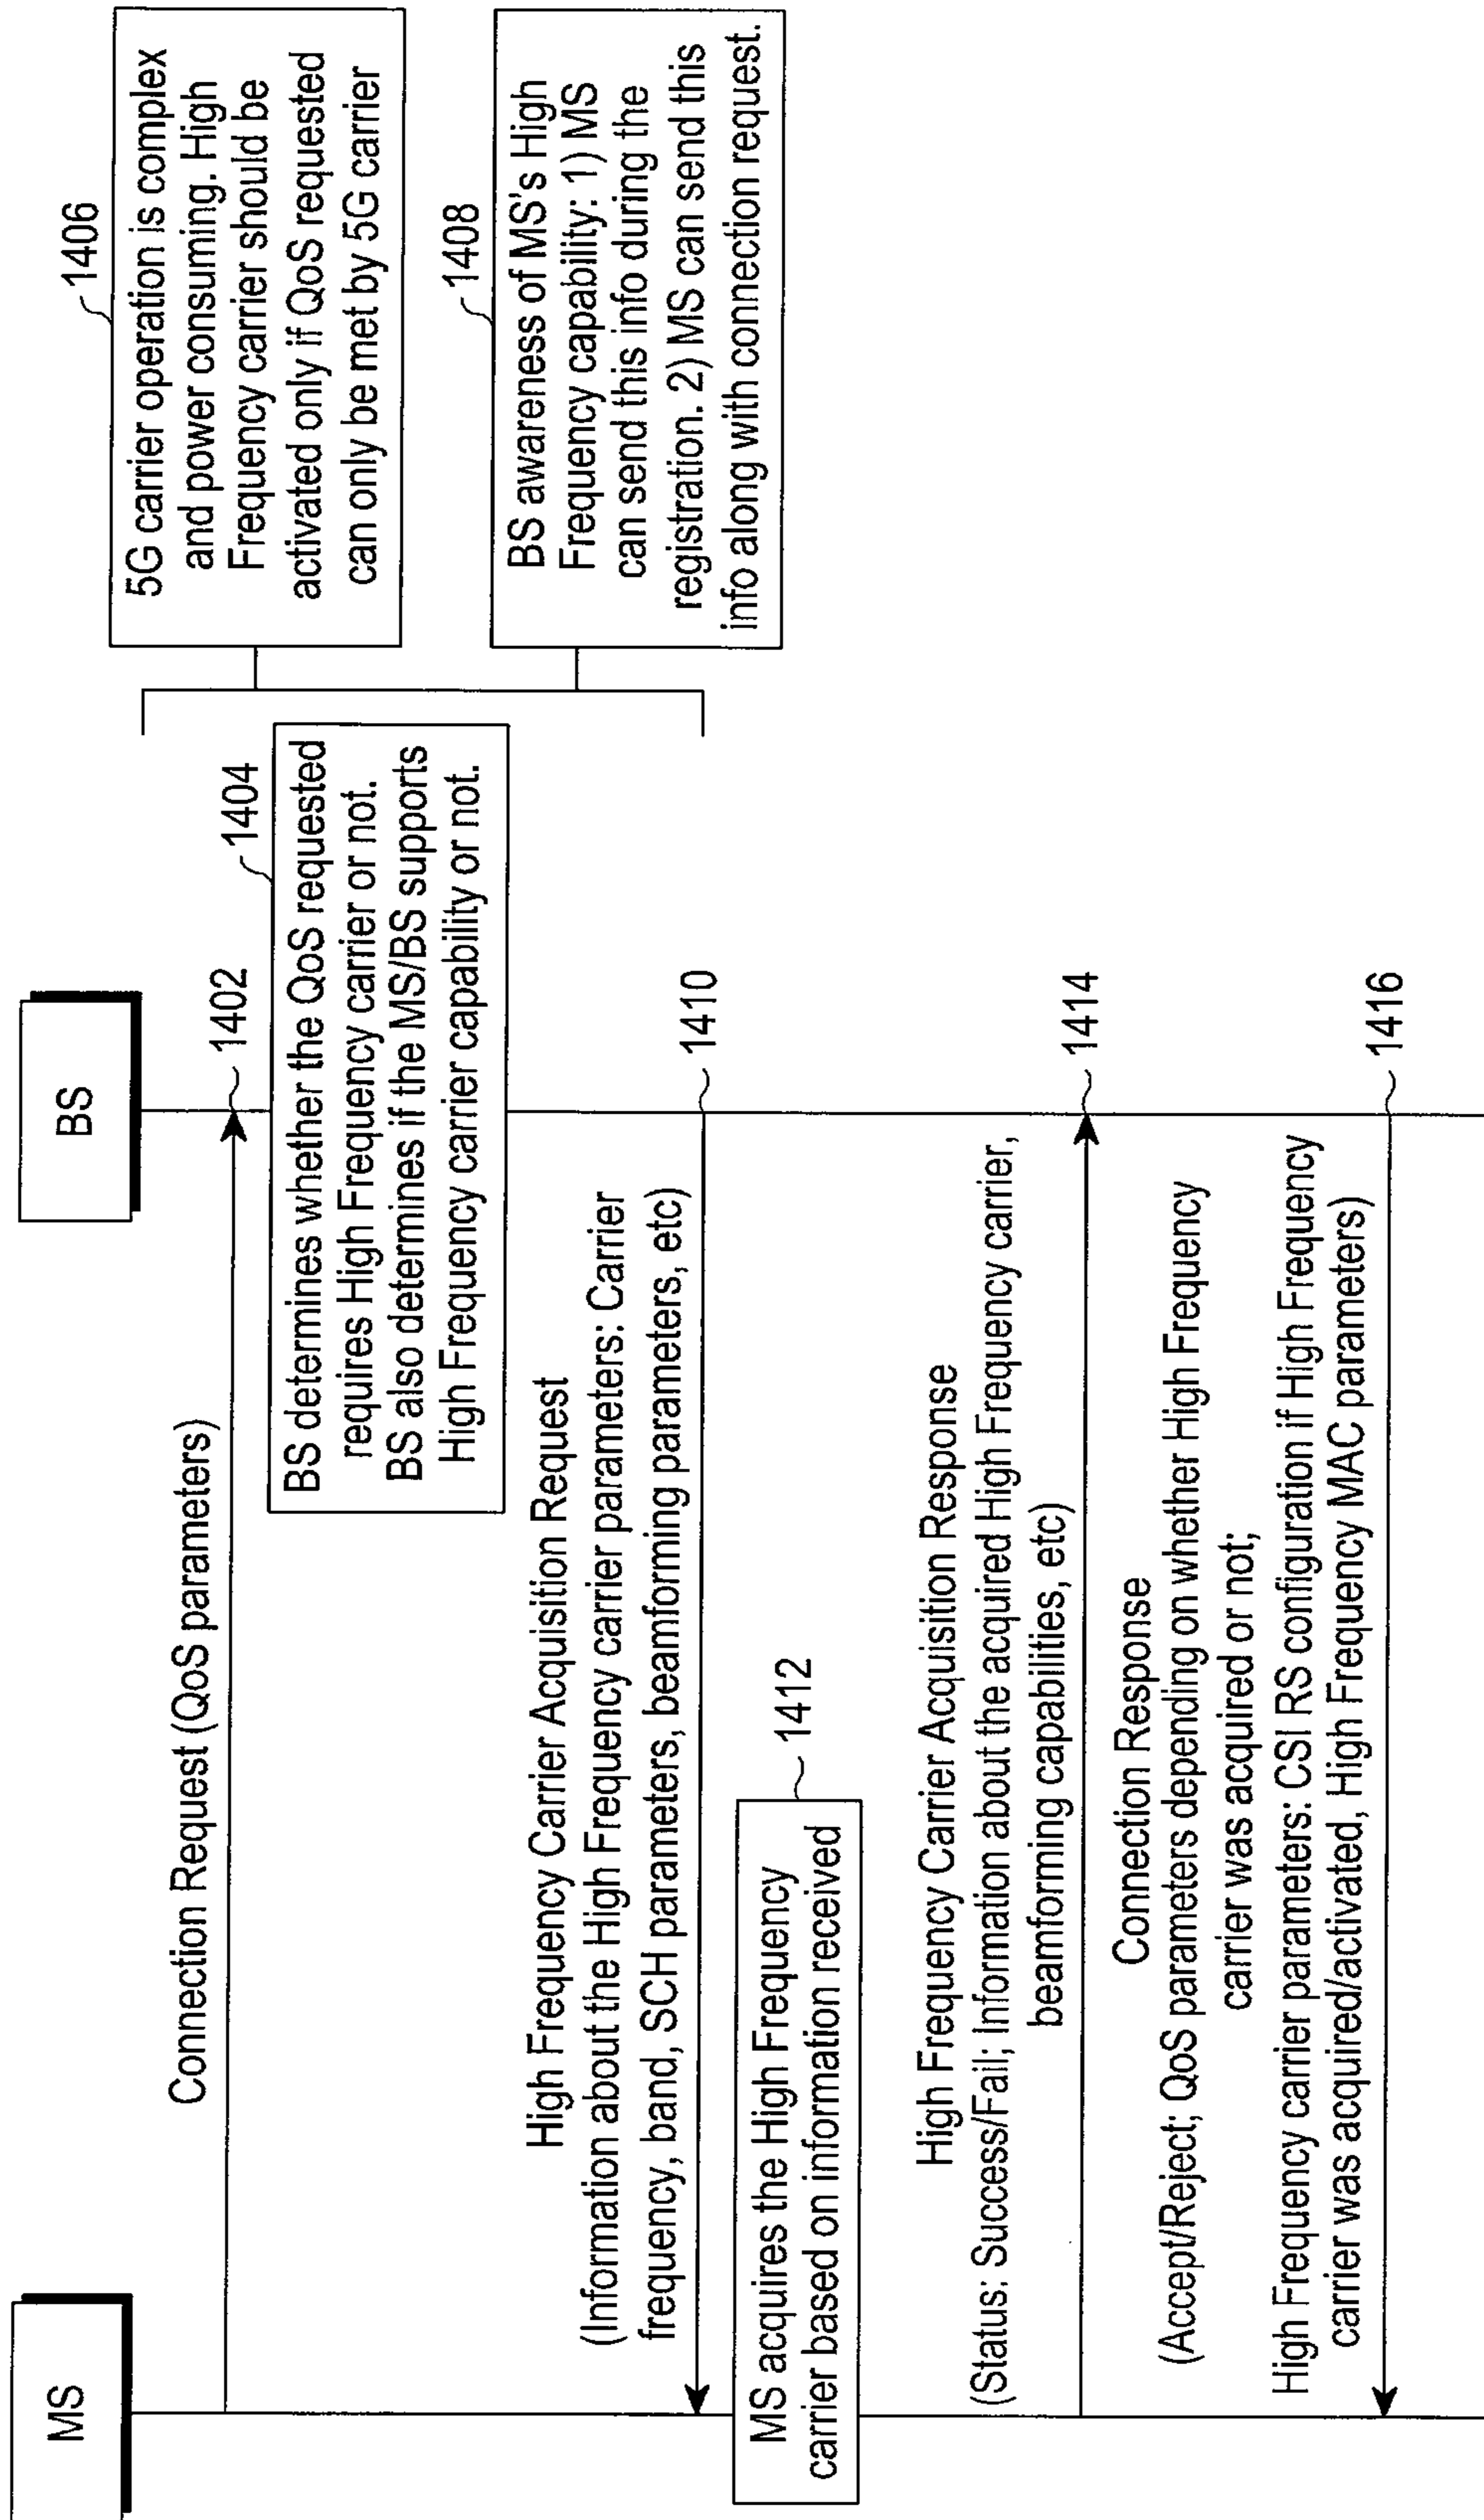 MS
BS
Connection Request (QoS parameters)
1402
1404
BS determines whether the QoS requested
requires High Frequency carrier or not.
BS also determines if the MS/BS supports
High Frequency carrier capability or not.
1406
5G carrier operation is complex
and power consuming. High
Frequency carrier should be
activated only if QoS requested
can only be met by 5G carrier
1408
BS awareness of MS's High
Frequency capability: 1) MS
can send this info during the
registration. 2) MS can send this
info along with connection request.
High Frequency Carrier Acquisition Request
(Information about the High Frequency carrier parameters: Carrier
frequency, band, SCH parameters, beamforming parameters, etc)
1410
MS acquires the High Frequency
carrier based on information received
1412
High Frequency Carrier Acquisition Response
(Status: Success/Fail; Information about the acquired High Frequency carrier,
beamforming capabilities, etc)
1414
Connection Response
(Accept/Reject; QoS parameters depending on whether High Frequency
carrier was acquired or not;
High Frequency carrier parameters: CSI RS configuration if High Frequency
carrier was acquired/activated, High Frequency MAC parameters)
1416